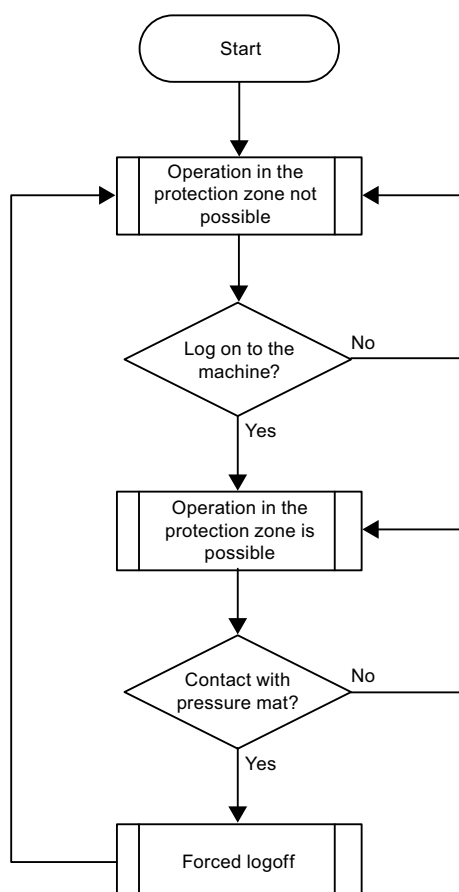 Start
Operation in the
protection zone not
possible
Log on to the
machine?
No
Yes
Operation in the
protection zone is
possible
Contact with
pressure mat?
No
Yes
Forced logoff